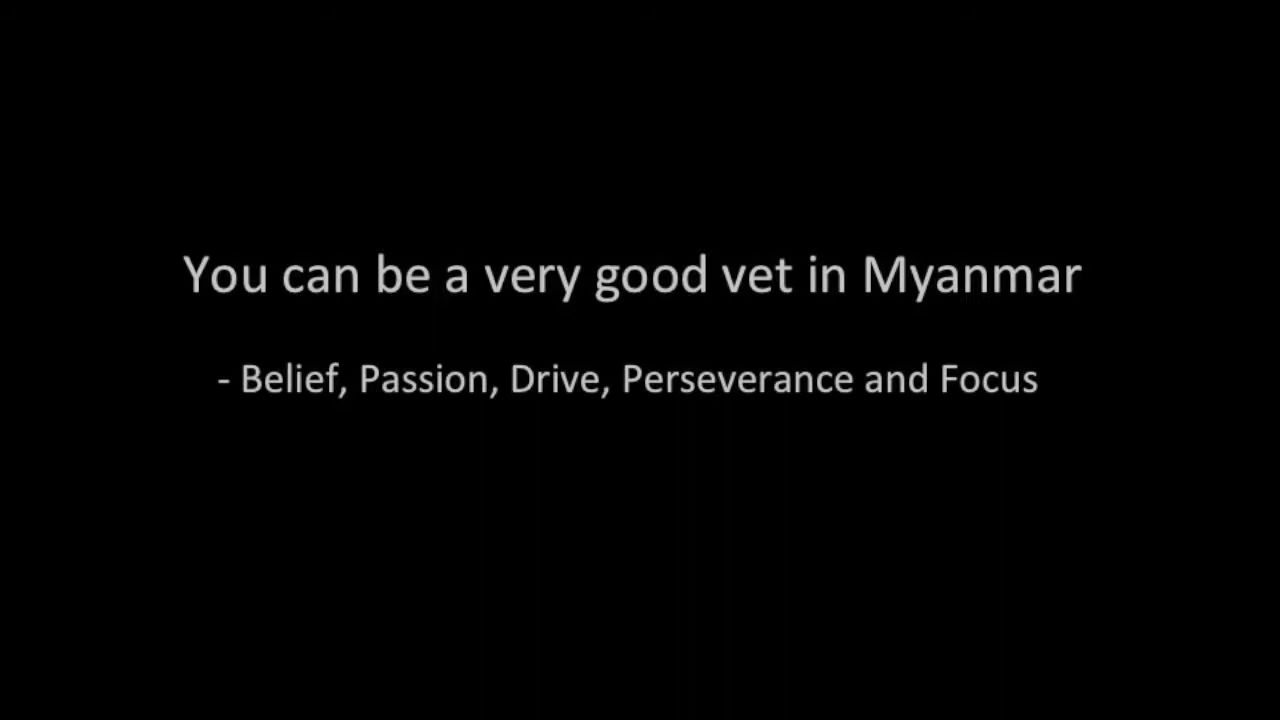 You can be a very good vet in Myanmar
- Belief, Passion, Drive, Perseverance and Focus